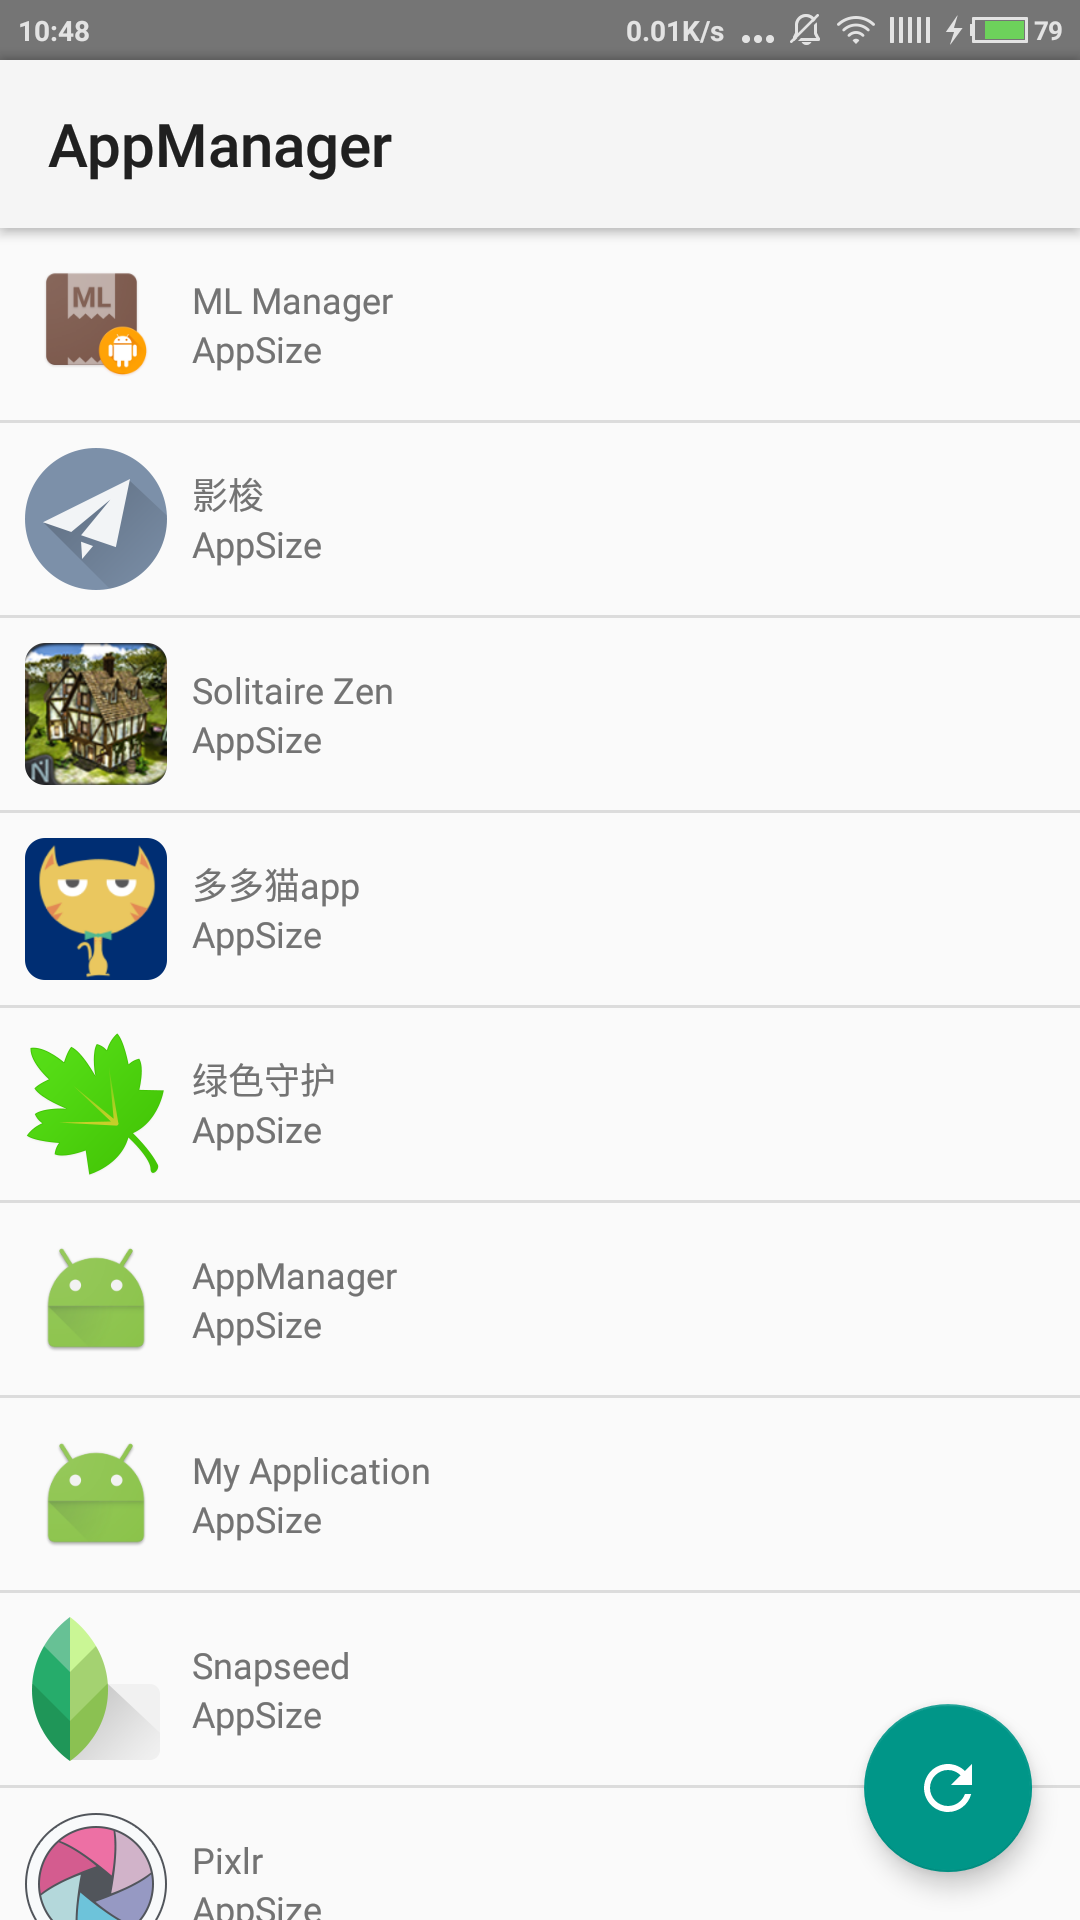 10:48 0.01K/s ... 79
AppManager
ML
ML Manager
AppSize
影梭
AppSize
N
Solitaire Zen
AppSize
多多猫app
AppSize
绿色守护
AppSize
AppManager
AppSize
My Application
AppSize
Snapseed
AppSize
Pixlr
AppSize